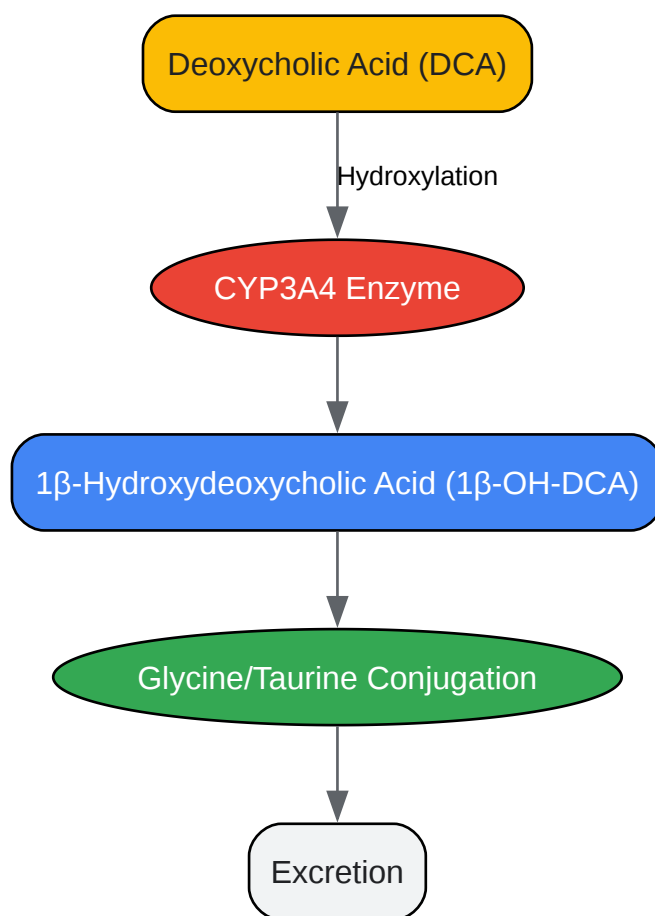 Deoxycholic Acid (DCA)
Hydroxylation
CYP3A4 Enzyme
1β-Hydroxydeoxycholic Acid (1β-OH-DCA)
Glycine/Taurine Conjugation
Excretion